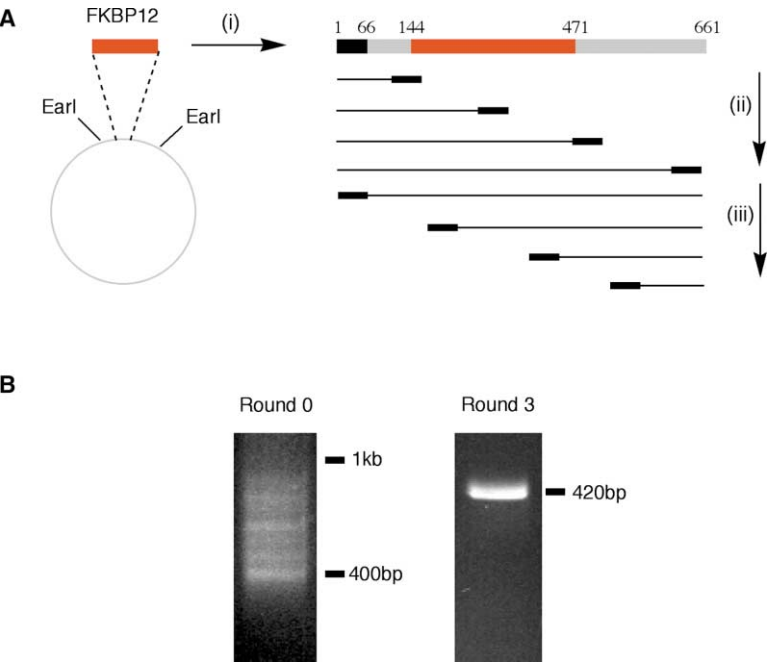 A
FKBP12
(i)
1 66 144 471 661
EarI
EarI
(ii)
(iii)
B
Round 0
Round 3
1kb
420bp
400bp